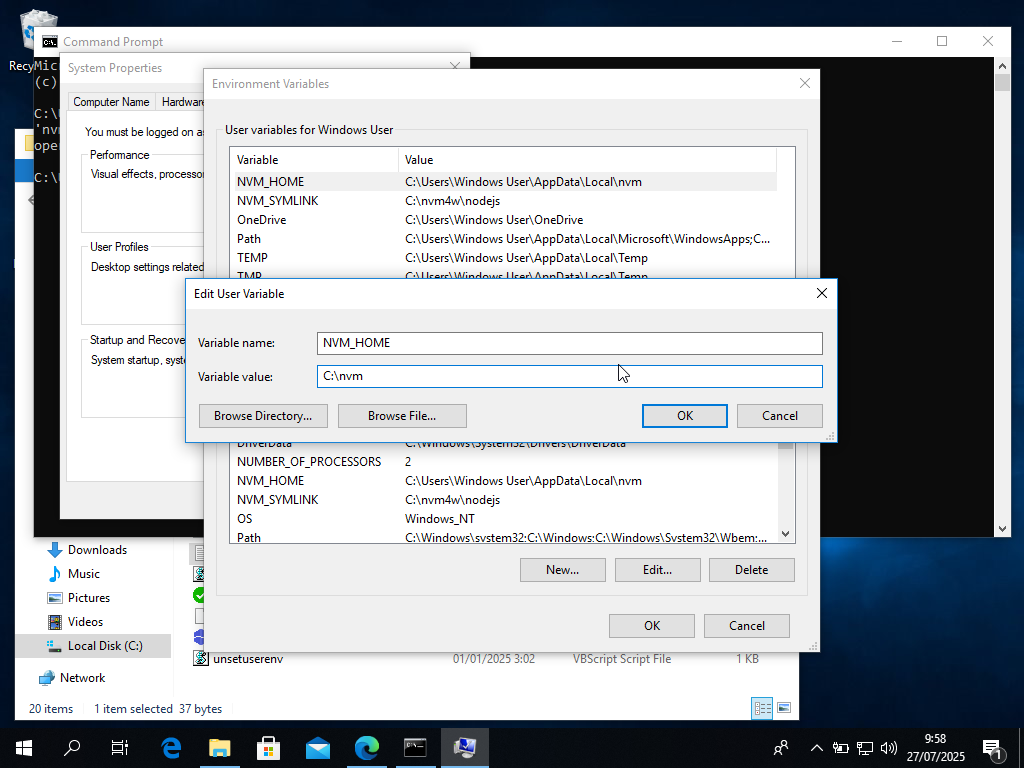 Command Prompt
Recy
Mic
(c)
System Properties
Computer Name
Hardware
C:\
'nv
ope
C:\
You must be logged on as
Performance
Visual effects, processor
User Profiles
Desktop settings related
Startup and Recove
System startup, syste
Environment Variables
User variables for Windows User
Variable Value
NVM_HOME C:\Users\Windows User\AppData\Local\nvm
NVM_SYMLINK C:\nvm4w\nodejs
OneDrive C:\Users\Windows User\OneDrive
Path C:\Users\Windows User\AppData\Local\Microsoft\WindowsApps;C...
TEMP C:\Users\Windows User\AppData\Local\Temp
TMP C:\Users\Windows User\AppData\Local\Temp
Edit User Variable
Variable name: NVM_HOME
Variable value: C:\nvm
Browse Directory... Browse File... OK Cancel
DriverData C:\Windows\System32\Drivers\DriverData
NUMBER_OF_PROCESSORS 2
NVM_HOME C:\Users\Windows User\AppData\Local\nvm
NVM_SYMLINK C:\nvm4w\nodejs
OS Windows_NT
Path C:\Windows\system32;C:\Windows;C:\Windows\System32\Wbem;...
New... Edit... Delete
OK Cancel
Downloads
Music
Pictures
Videos
Local Disk (C:)
Network
unsetuserenv 01/01/2025 3:02 VBScript Script File 1 KB
20 items 1 item selected 37 bytes
9:58
27/07/2025
1